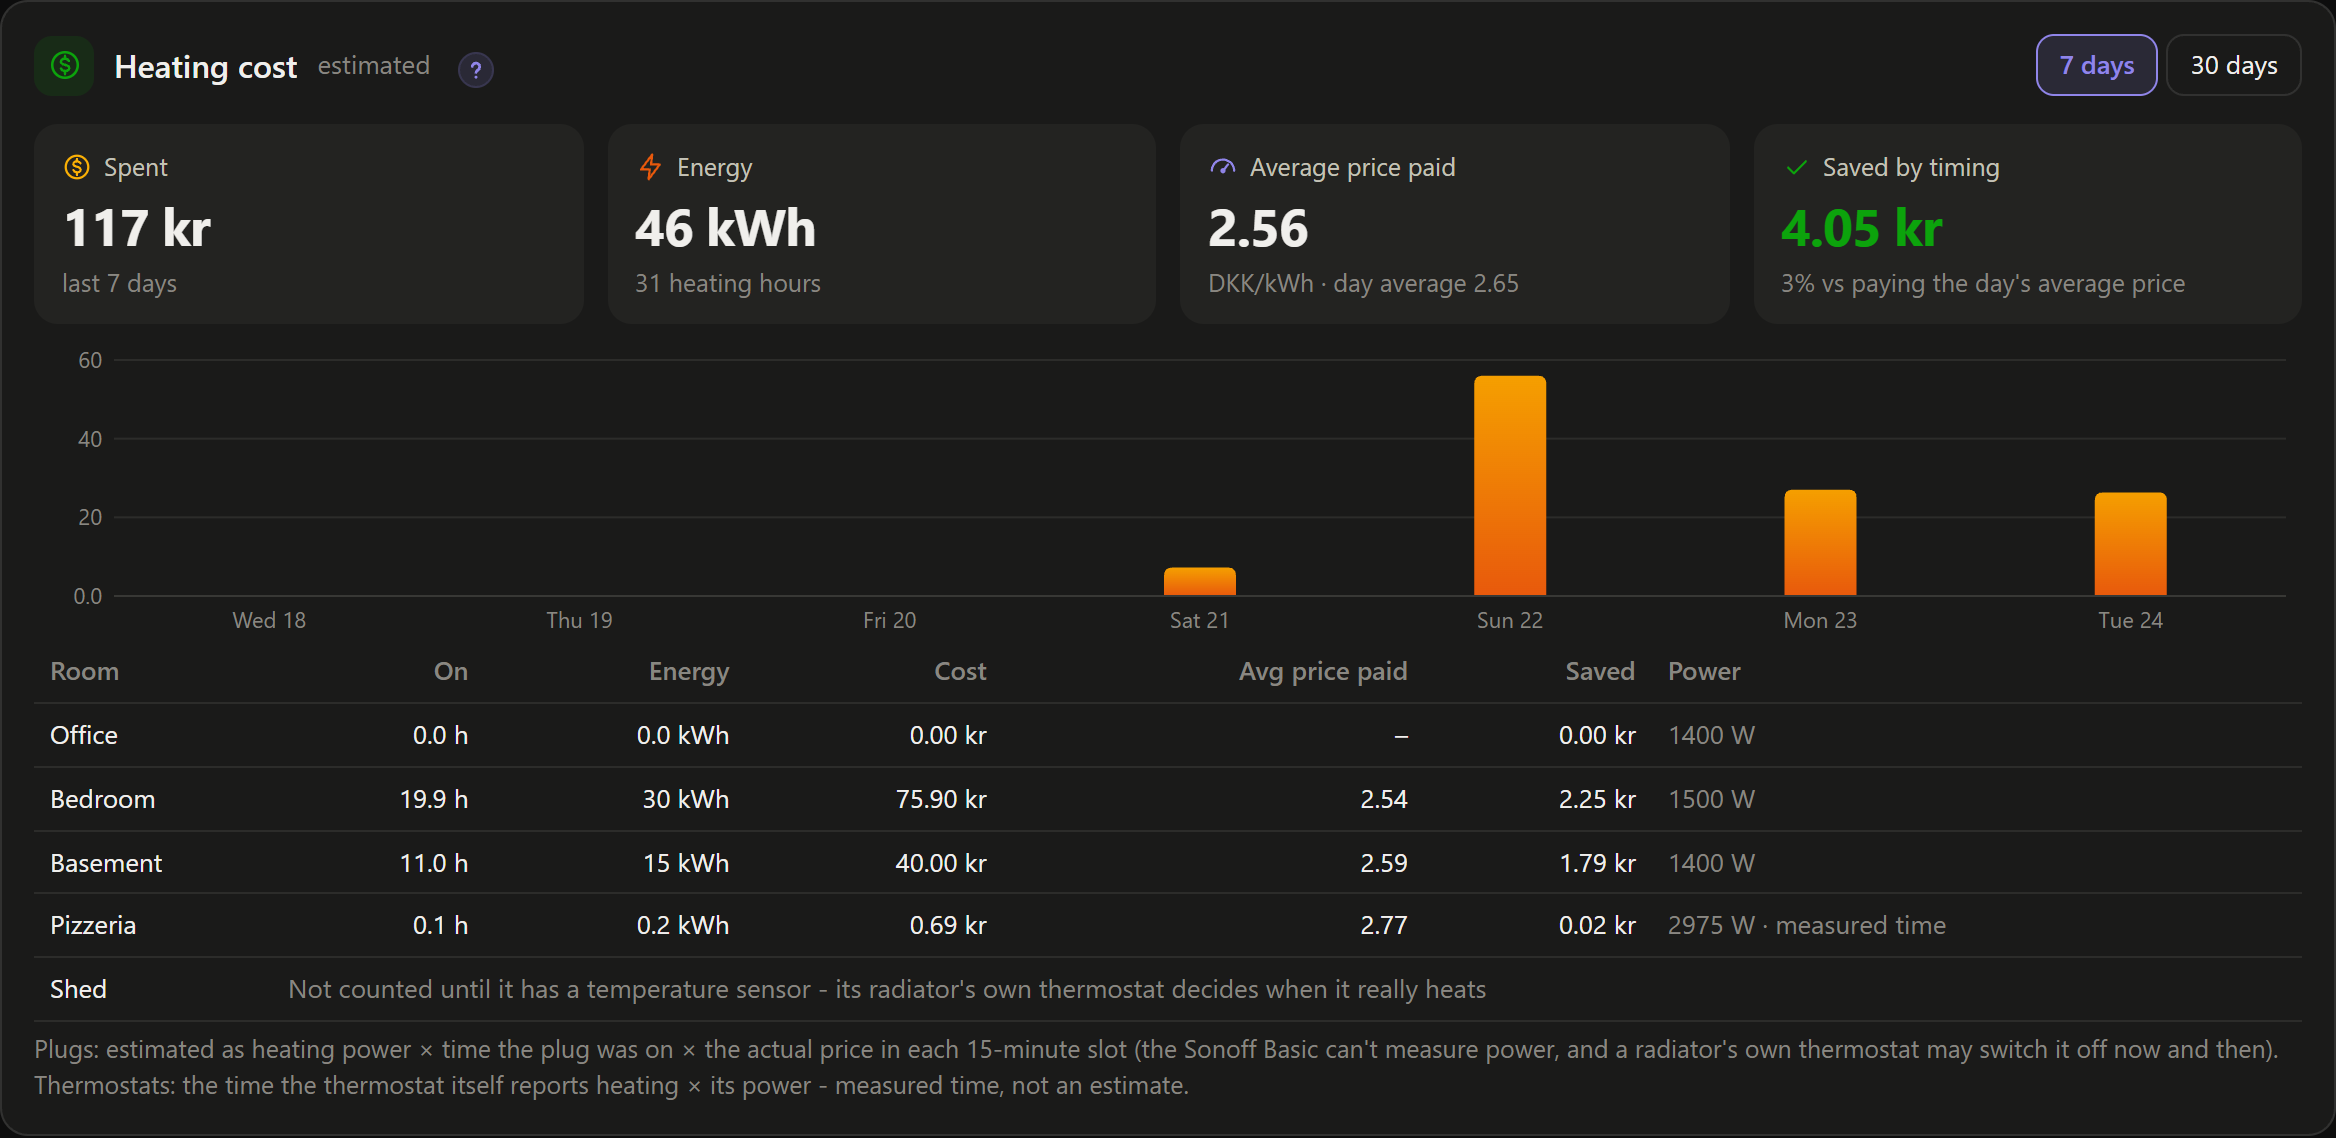 Heating cost estimated ?
7 days 30 days
Spent
117 kr
last 7 days
Energy
46 kWh
31 heating hours
Average price paid
2.56
DKK/kWh · day average 2.65
Saved by timing
4.05 kr
3% vs paying the day's average price
60
40
20
0.0
Wed 18 Thu 19 Fri 20 Sat 21 Sun 22 Mon 23 Tue 24
Room On Energy Cost Avg price paid Saved Power
Office 0.0 h 0.0 kWh 0.00 kr – 0.00 kr 1400 W
Bedroom 19.9 h 30 kWh 75.90 kr 2.54 2.25 kr 1500 W
Basement 11.0 h 15 kWh 40.00 kr 2.59 1.79 kr 1400 W
Pizzeria 0.1 h 0.2 kWh 0.69 kr 2.77 0.02 kr 2975 W · measured time
Shed Not counted until it has a temperature sensor - its radiator's own thermostat decides when it really heats
Plugs: estimated as heating power × time the plug was on × the actual price in each 15-minute slot (the Sonoff Basic can't measure power, and a radiator's own thermostat may switch it off now and then).
Thermostats: the time the thermostat itself reports heating × its power - measured time, not an estimate.